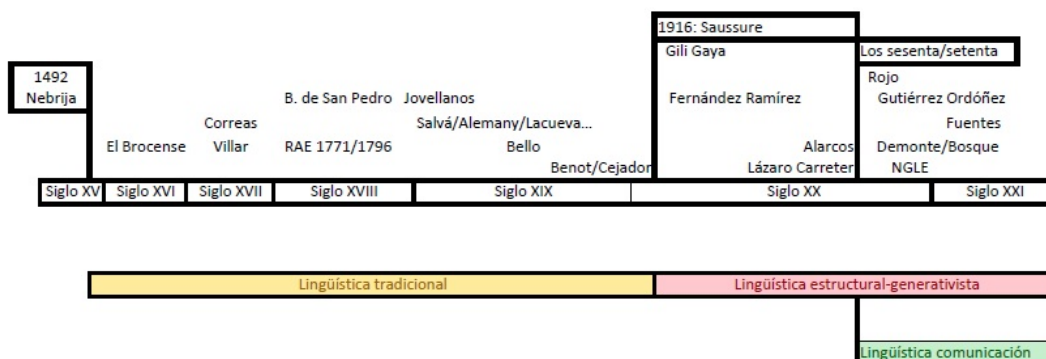 1916: Saussure
Gili Gaya Los sesenta/setenta
1492 Rojo
Nebrija B. de San Pedro Jovellanos Fernández Ramírez Gutiérrez Ordóñez
Correas Salvá/Alemany/Lacueva... Fuentes
El Brocense Villar RAE 1771/1796 Bello Alarcos Demonte/Bosque
Benot/Cejador Lázaro Carreter NGLE
Siglo XV Siglo XVI Siglo XVII Siglo XVIII Siglo XIX Siglo XX Siglo XXI
Lingüística tradicional Lingüística estructural-generativista
Lingüística comunicación